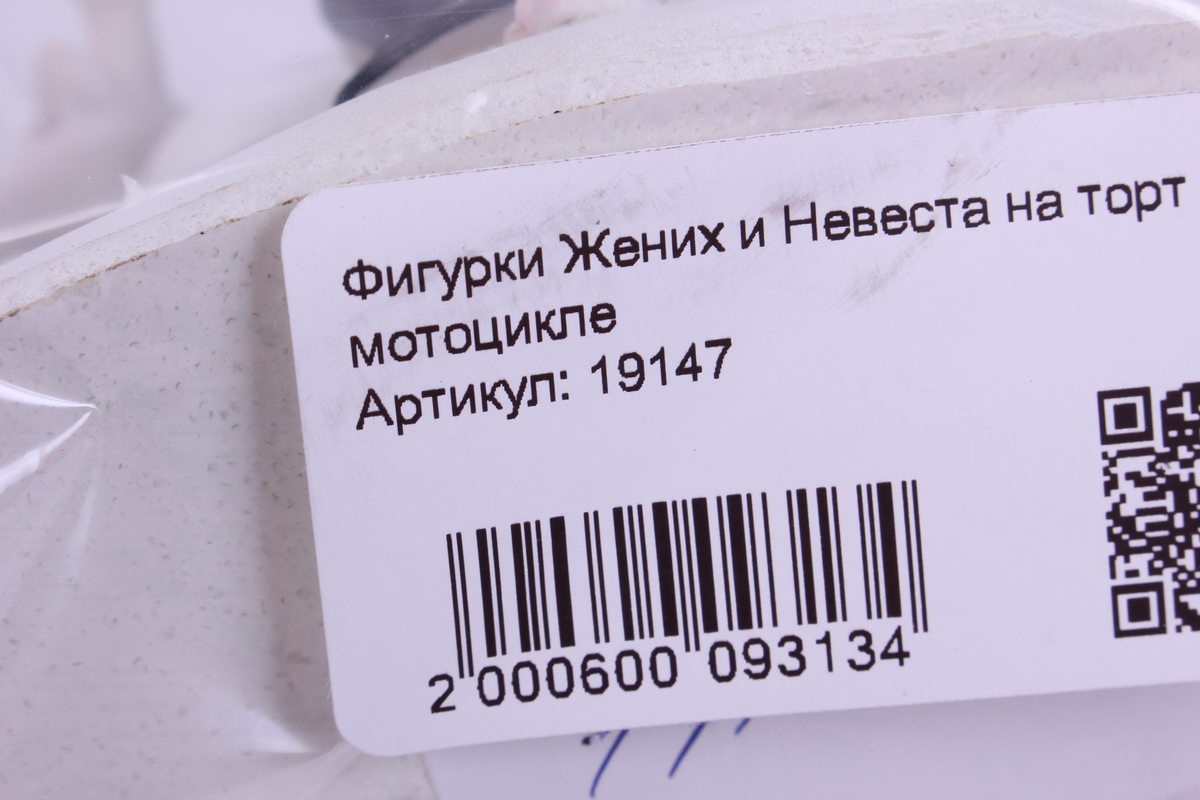 Фигурки Жених и Невеста на торт
мотоцикле
Артикул: 19147
2 000600 093134